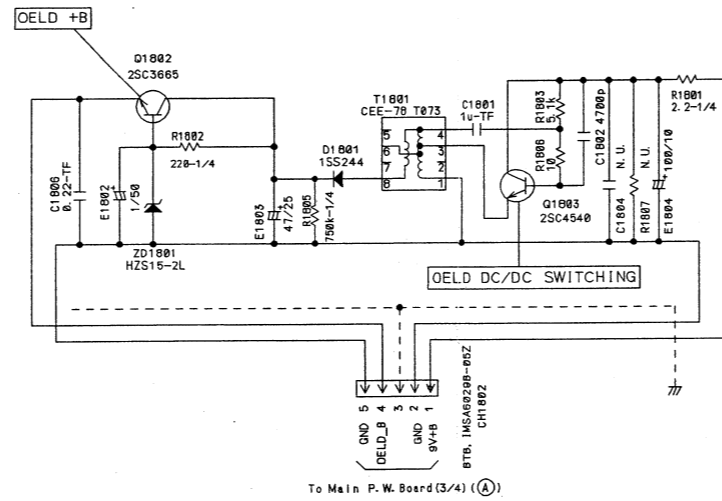 OELD +B
Q1802
2SC3665
R1802
220-1/4
C1806
0.22-TF
E1802
1/50
ZD1801
HZS15-2L
E1803
47/25
R1805
750k-1/4
D1801
1SS244
T1801
CEE-78 T073
5
6
7
8
4
3
2
1
C1801
1u-TF
R1803
5.1k
R1806
10
C1802 4700p
Q1803
2SC4540
C1804 N.U.
R1807 N.U.
E1804 100/10
R1801
2.2-1/4
OELD DC/DC SWITCHING
5 4 3 2 1
GND
OELD_B
GND
9V+B
BTB, IMSA60298-05Z
CH1802
To Main P.W.Board(3/4) (A)